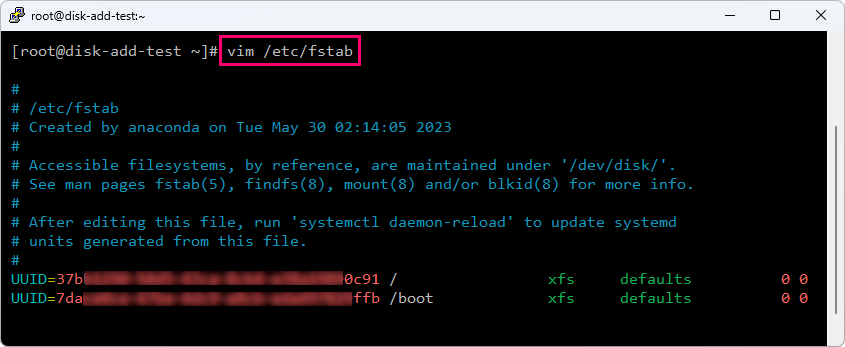 root@disk-add-test:~
[root@disk-add-test ~]# vim /etc/fstab
#
# /etc/fstab
# Created by anaconda on Tue May 30 02:14:05 2023
#
# Accessible filesystems, by reference, are maintained under '/dev/disk/'.
# See man pages fstab(5), findfs(8), mount(8) and/or blkid(8) for more info.
#
# After editing this file, run 'systemctl daemon-reload' to update systemd
# units generated from this file.
#
UUID=37b 0c91 / xfs defaults 0 0
UUID=7da ffb /boot xfs defaults 0 0